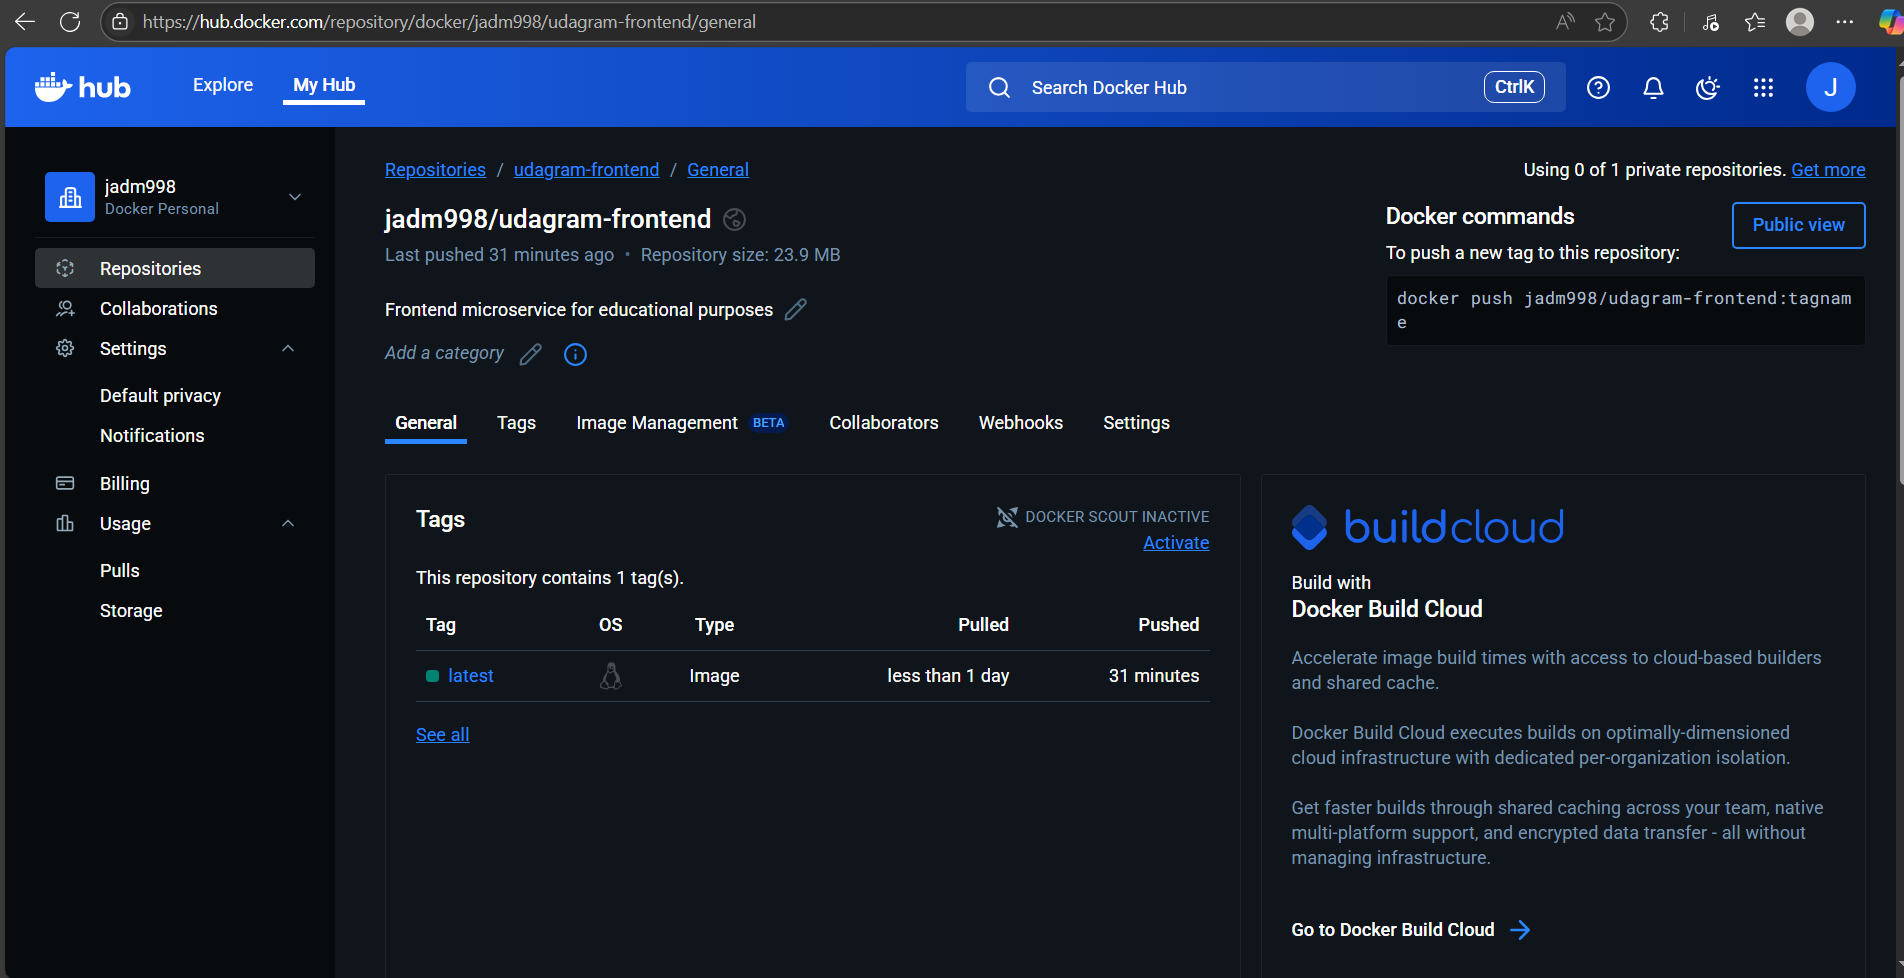 https://hub.docker.com/repository/docker/jadm998/udagram-frontend/general
hub
Explore
My Hub
Search Docker Hub
CtrlK
J
jadm998
Docker Personal
Repositories
Collaborations
Settings
Default privacy
Notifications
Billing
Usage
Pulls
Storage
Repositories / udagram-frontend / General
Using 0 of 1 private repositories. Get more
jadm998/udagram-frontend
Last pushed 31 minutes ago • Repository size: 23.9 MB
Frontend microservice for educational purposes
Add a category
Docker commands
Public view
To push a new tag to this repository:
docker push jadm998/udagram-frontend:tagnam
e
General
Tags
Image Management BETA
Collaborators
Webhooks
Settings
Tags
DOCKER SCOUT INACTIVE
Activate
This repository contains 1 tag(s).
Tag OS Type Pulled Pushed
latest Image less than 1 day 31 minutes
See all
buildcloud
Build with
Docker Build Cloud
Accelerate image build times with access to cloud-based builders
and shared cache.
Docker Build Cloud executes builds on optimally-dimensioned
cloud infrastructure with dedicated per-organization isolation.
Get faster builds through shared caching across your team, native
multi-platform support, and encrypted data transfer - all without
managing infrastructure.
Go to Docker Build Cloud